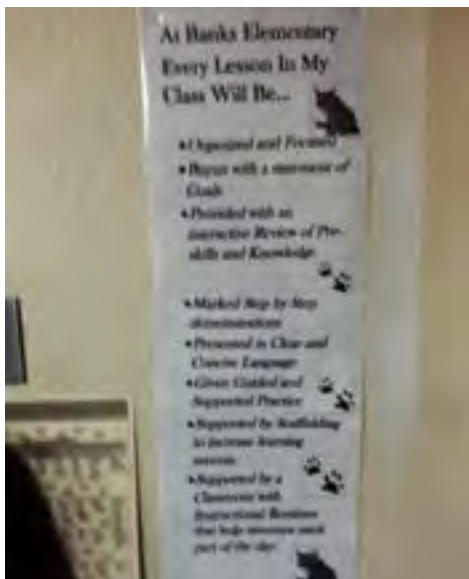 At Banks Elementary
Every Lesson In My
Class Will Be...
•Organized and Focused
•Begun with a statement of
Goals
•Provided with an
interactive Review of Pre-
skills and Knowledge
•Marked Step by Step
demonstrations
•Presented in Clear and
Concise Language
•Given Guided and
Supported Practice
•Supported by Scaffolding
to increase learning
success
•Supported by a
Classroom with
Instructional Routines
that help structure each
part of the day